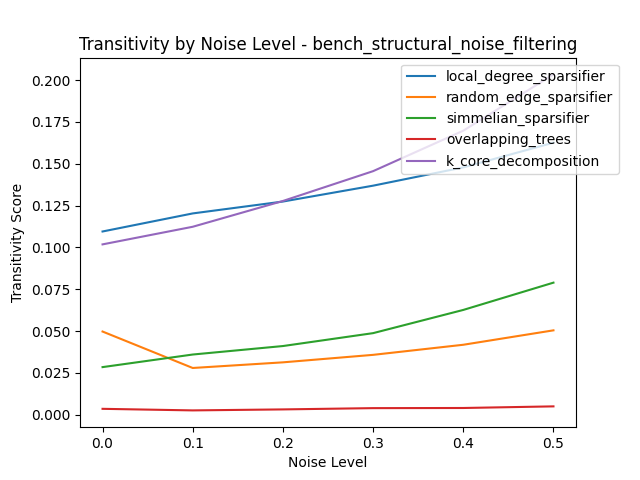 Transitivity by Noise Level - bench_structural_noise_filtering
local_degree_sparsifier
random_edge_sparsifier
simmelian_sparsifier
overlapping_trees
k_core_decomposition
Transitivity Score
0.200
0.175
0.150
0.125
0.100
0.075
0.050
0.025
0.000
0.0 0.1 0.2 0.3 0.4 0.5
Noise Level